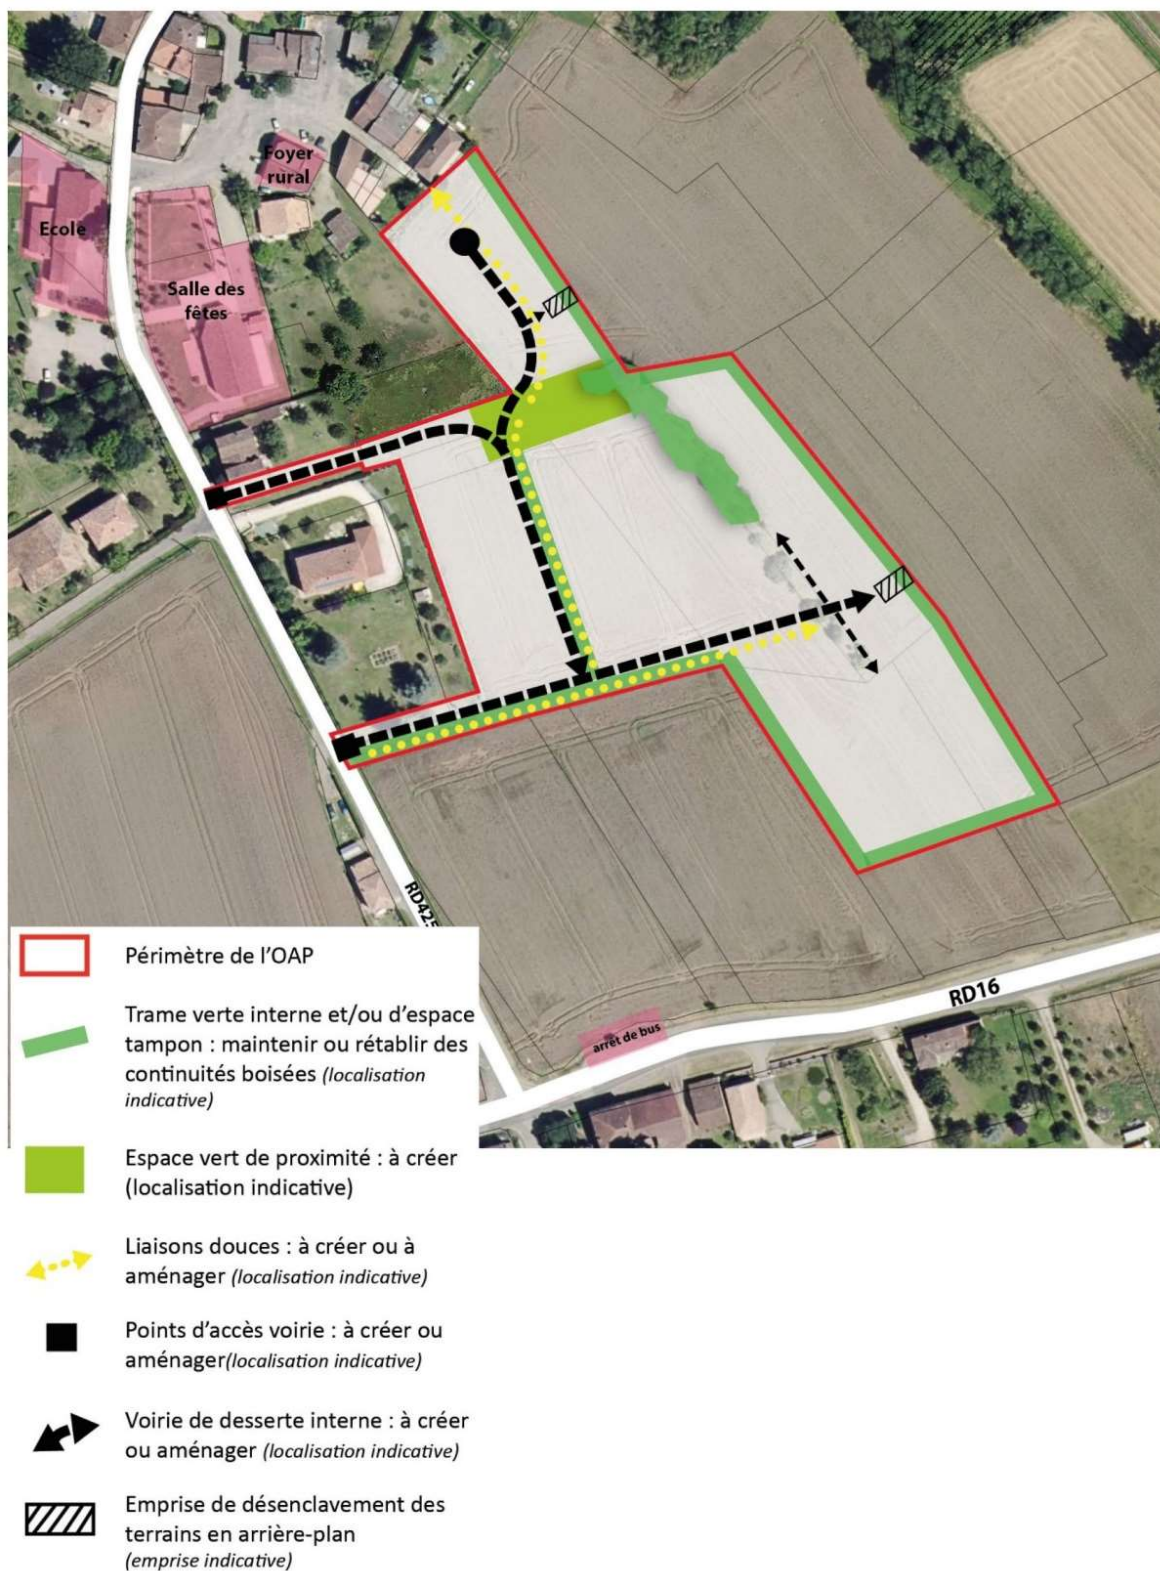 Foyer
rural
Ecole
Salle des
fêtes
RD425
RD16
arrêt de bus
Périmètre de l'OAP
Trame verte interne et/ou d'espace
tampon : maintenir ou rétablir des
continuités boisées (localisation
indicative)
Espace vert de proximité : à créer
(localisation indicative)
Liaisons douces : à créer ou à
aménager (localisation indicative)
Points d'accès voirie : à créer ou
aménager(localisation indicative)
Voirie de desserte interne : à créer
ou aménager (localisation indicative)
Emprise de désenclavement des
terrains en arrière-plan
(emprise indicative)